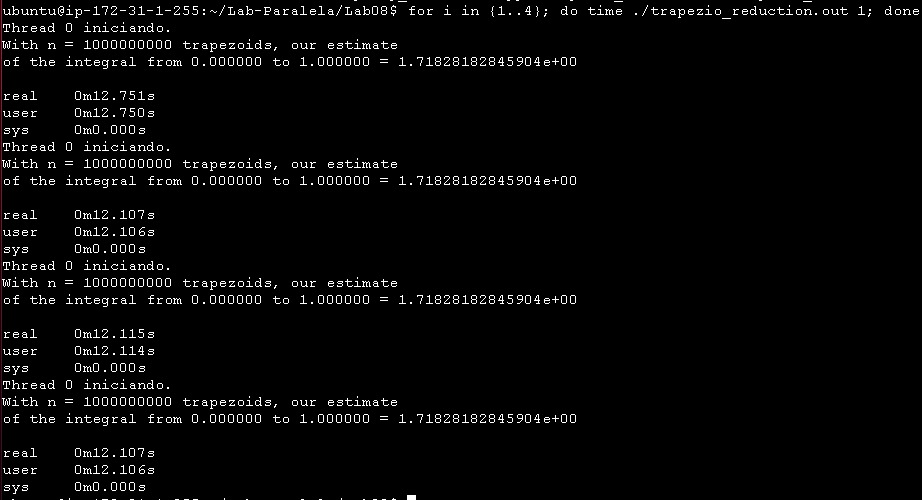 ubuntu@ip-172-31-1-255:~/Lab-Paralela/Lab08$ for i in {1..4}; do time ./trapezio_reduction.out 1; done
Thread 0 iniciando.
With n = 1000000000 trapezoids, our estimate
of the integral from 0.000000 to 1.000000 = 1.71828182845904e+00

real    0m12.751s
user    0m12.750s
sys     0m0.000s
Thread 0 iniciando.
With n = 1000000000 trapezoids, our estimate
of the integral from 0.000000 to 1.000000 = 1.71828182845904e+00

real    0m12.107s
user    0m12.106s
sys     0m0.000s
Thread 0 iniciando.
With n = 1000000000 trapezoids, our estimate
of the integral from 0.000000 to 1.000000 = 1.71828182845904e+00

real    0m12.115s
user    0m12.114s
sys     0m0.000s
Thread 0 iniciando.
With n = 1000000000 trapezoids, our estimate
of the integral from 0.000000 to 1.000000 = 1.71828182845904e+00

real    0m12.107s
user    0m12.106s
sys     0m0.000s